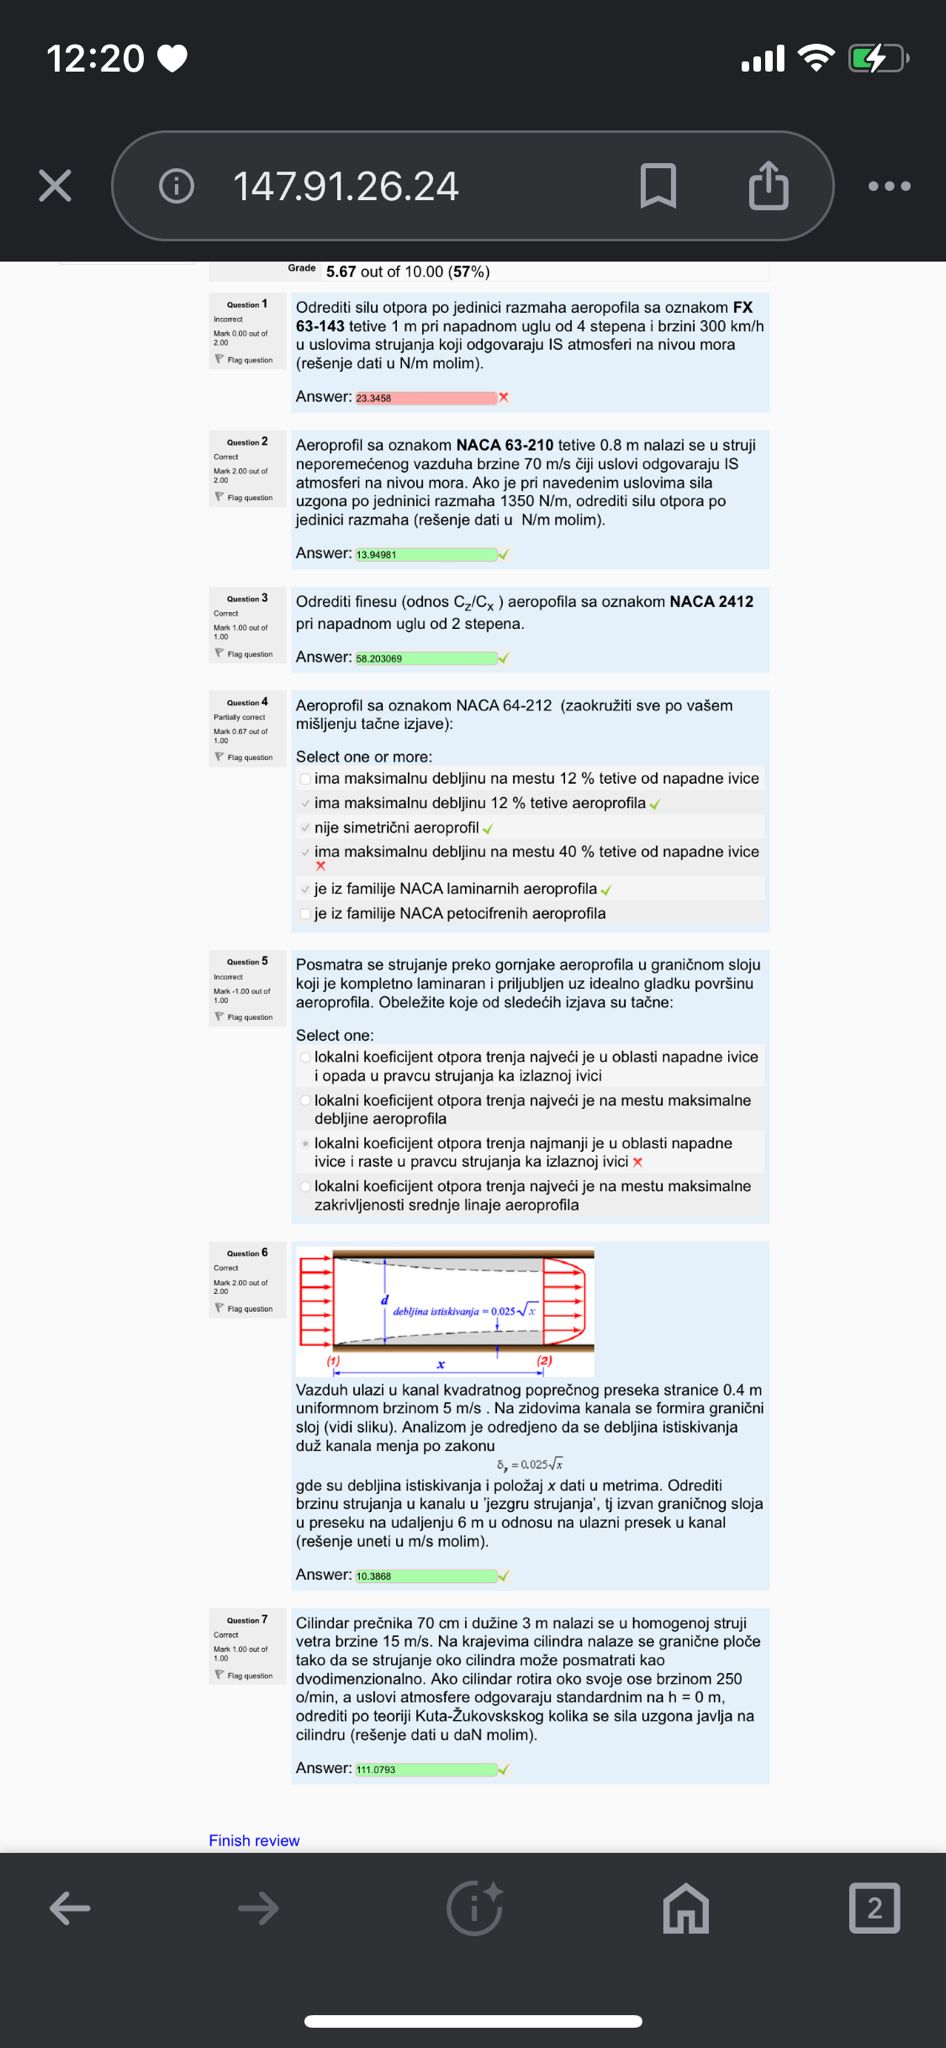 12:20
147.91.26.24
Grade 5.67 out of 10.00 (57%)
Question 1
Incorrect
Mark 0.00 out of
2.00
Flag question
Odrediti silu otpora po jedinici razmaha aeropofila sa oznakom FX
63-143 tetive 1 m pri napadnom uglu od 4 stepena i brzini 300 km/h
u uslovima strujanja koji odgovaraju IS atmosferi na nivou mora
(rešenje dati u N/m molim).
Answer: 23.3458
Question 2
Correct
Mark 2.00 out of
2.00
Flag question
Aeroprofil sa oznakom NACA 63-210 tetive 0.8 m nalazi se u struji
neporemećenog vazduha brzine 70 m/s čiji uslovi odgovaraju IS
atmosferi na nivou mora. Ako je pri navedenim uslovima sila
uzgona po jedninici razmaha 1350 N/m, odrediti silu otpora po
jedinici razmaha (rešenje dati u N/m molim).
Answer: 13.94981
Question 3
Correct
Mark 1.00 out of
1.00
Flag question
Odrediti finesu (odnos Cz/Cx ) aeropofila sa oznakom NACA 2412
pri napadnom uglu od 2 stepena.
Answer: 58.203069
Question 4
Partially correct
Mark 0.67 out of
1.00
Flag question
Aeroprofil sa oznakom NACA 64-212 (zaokružiti sve po vašem
mišljenju tačne izjave):
Select one or more:
ima maksimalnu debljinu na mestu 12 % tetive od napadne ivice
ima maksimalnu debljinu 12 % tetive aeroprofila
nije simetrični aeroprofil
ima maksimalnu debljinu na mestu 40 % tetive od napadne ivice
je iz familije NACA laminarnih aeroprofila
je iz familije NACA petocifrenih aeroprofila
Question 5
Incorrect
Mark -1.00 out of
1.00
Flag question
Posmatra se strujanje preko gornjake aeroprofila u graničnom sloju
koji je kompletno laminaran i priljubljen uz idealno gladku površinu
aeroprofila. Obeležite koje od sledećih izjava su tačne:
Select one:
lokalni koeficijent otpora trenja najveći je u oblasti napadne ivice
i opada u pravcu strujanja ka izlaznoj ivici
lokalni koeficijent otpora trenja najveći je na mestu maksimalne
debljine aeroprofila
lokalni koeficijent otpora trenja najmanji je u oblasti napadne
ivice i raste u pravcu strujanja ka izlaznoj ivici
lokalni koeficijent otpora trenja najveći je na mestu maksimalne
zakrivljenosti srednje linaje aeroprofila
Question 6
Correct
Mark 2.00 out of
2.00
Flag question
d
debljina istiskivanja = 0.025√x
(1) x (2)
Vazduh ulazi u kanal kvadratnog poprečnog preseka stranice 0.4 m
uniformnom brzinom 5 m/s . Na zidovima kanala se formira granični
sloj (vidi sliku). Analizom je odredjeno da se debljina istiskivanja
duž kanala menja po zakonu
= 0.025√x
gde su debljina istiskivanja i položaj x dati u metrima. Odrediti
brzinu strujanja u kanalu u 'jezgru strujanja', tj izvan graničnog sloja
u preseku na udaljenju 6 m u odnosu na ulazni presek u kanal
(rešenje uneti u m/s molim).
Answer: 10.3868
Question 7
Correct
Mark 1.00 out of
1.00
Flag question
Cilindar prečnika 70 cm i dužine 3 m nalazi se u homogenoj struji
vetra brzine 15 m/s. Na krajevima cilindra nalaze se granične ploče
tako da se strujanje oko cilindra može posmatrati kao
dvodimenzionalno. Ako cilindar rotira oko svoje ose brzinom 250
o/min, a uslovi atmosfere odgovaraju standardnim na h = 0 m,
odrediti po teoriji Kuta-Žukovskskog kolika se sila uzgona javlja na
cilindru (rešenje dati u daN molim).
Answer: 111.0793
Finish review
2